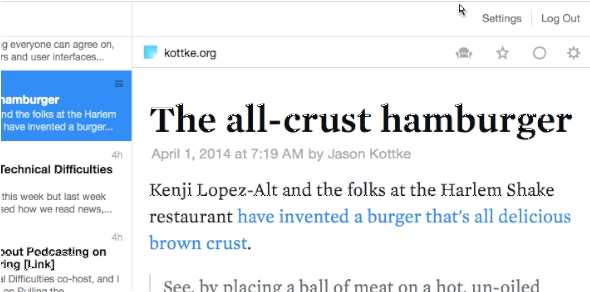 Settings
Log Out
g everyone can agree on,
rs and user interfaces...
hamburger
nd the folks at the Harlem
have invented a burger...
4h
Technical Difficulties
this week but last week
sed how we read news,...
4h
bout Podcasting on
ring [Link]
al Difficulties co-host, and I
on Pulling the
kottke.org
The all-crust hamburger
April 1, 2014 at 7:19 AM by Jason Kottke
Kenji Lopez-Alt and the folks at the Harlem Shake
restaurant have invented a burger that's all delicious
brown crust.
See, by placing a ball of meat on a hot, un-oiled